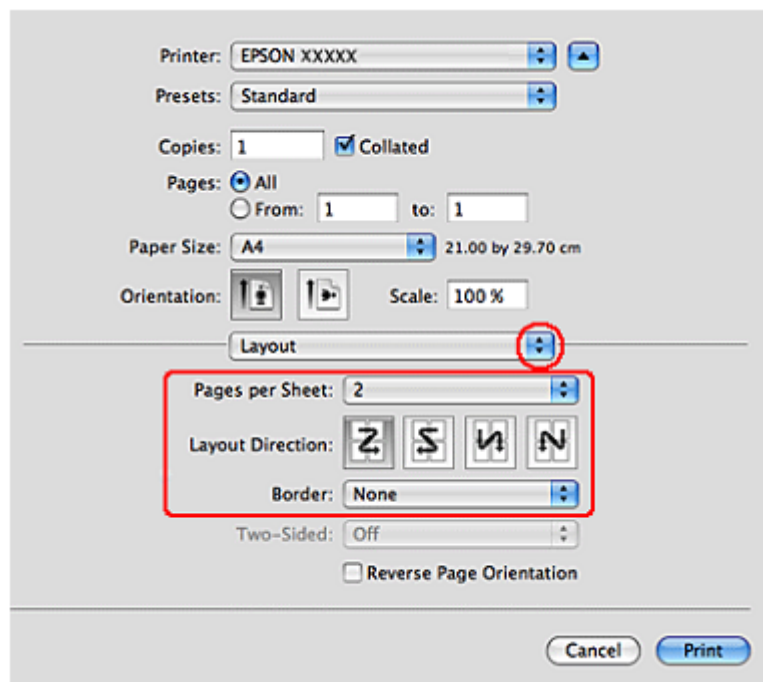 Printer: EPSON XXXXX
Presets: Standard
Copies: 1 Collated
Pages: All
From: 1 to: 1
Paper Size: A4 21.00 by 29.70 cm
Orientation: Scale: 100 %
Layout
Pages per Sheet: 2
Layout Direction:
Border: None
Two-Sided: Off
Reverse Page Orientation
Cancel Print